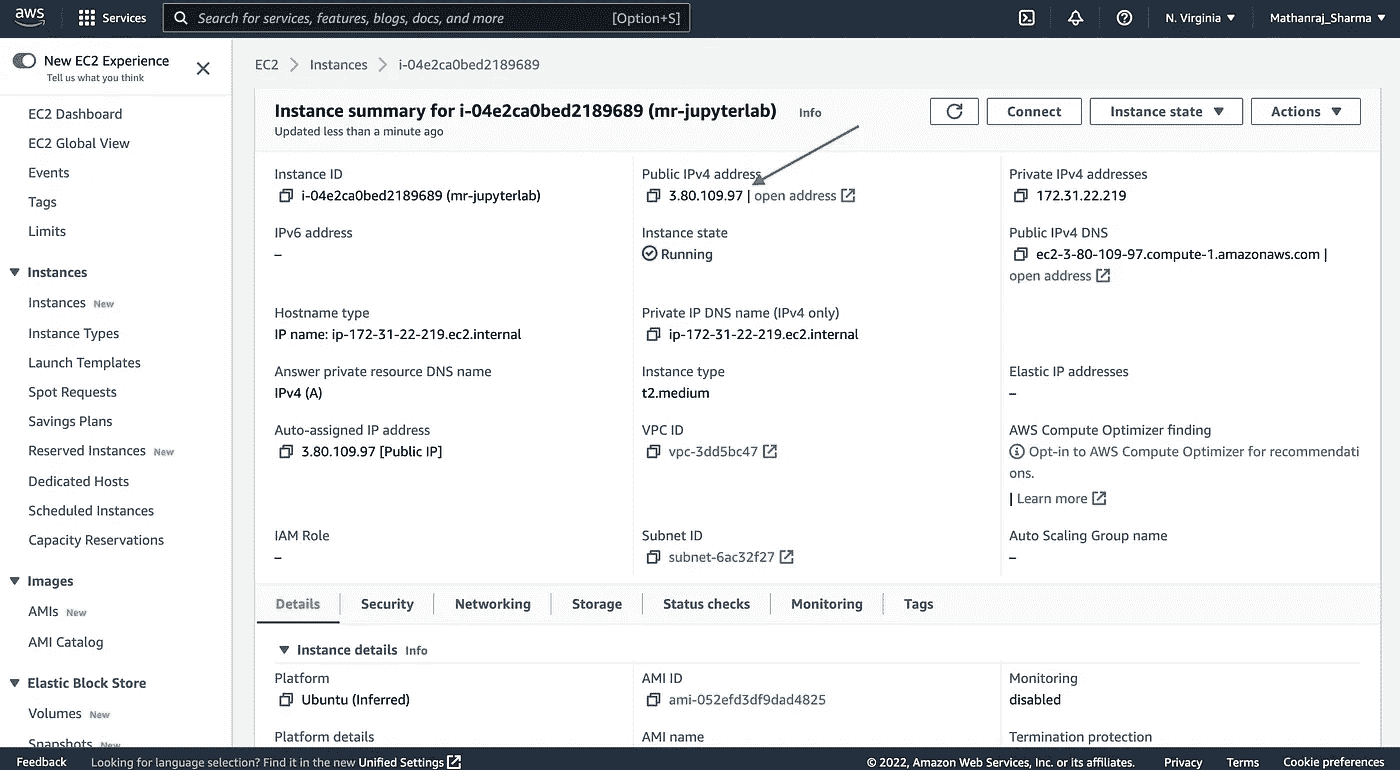 aws
Services
Search for services, features, blogs, docs, and more
[Option+S]
N. Virginia
Mathanraj_Sharma
New EC2 Experience
Tell us what you think
EC2 Dashboard
EC2 Global View
Events
Tags
Limits
Instances
Instances New
Instance Types
Launch Templates
Spot Requests
Savings Plans
Reserved Instances New
Dedicated Hosts
Scheduled Instances
Capacity Reservations
Images
AMIs New
AMI Catalog
Elastic Block Store
Volumes New
Snapshots New
EC2 > Instances > i-04e2ca0bed2189689
Instance summary for i-04e2ca0bed2189689 (mr-jupyterlab) Info
Updated less than a minute ago
Connect
Instance state
Actions
Instance ID
i-04e2ca0bed2189689 (mr-jupyterlab)
Public IPv4 address
3.80.109.97 | open address
Private IPv4 addresses
172.31.22.219
IPv6 address
–
Instance state
Running
Public IPv4 DNS
ec2-3-80-109-97.compute-1.amazonaws.com |
open address
Hostname type
IP name: ip-172-31-22-219.ec2.internal
Private IP DNS name (IPv4 only)
ip-172-31-22-219.ec2.internal
Answer private resource DNS name
IPv4 (A)
Instance type
t2.medium
Elastic IP addresses
–
Auto-assigned IP address
3.80.109.97 [Public IP]
VPC ID
vpc-3dd5bc47
AWS Compute Optimizer finding
Opt-in to AWS Compute Optimizer for recommendati
ons.
| Learn more
IAM Role
–
Subnet ID
subnet-6ac32f27
Auto Scaling Group name
–
Details
Security
Networking
Storage
Status checks
Monitoring
Tags
Instance details Info
Platform
Ubuntu (Inferred)
AMI ID
ami-052efd3df9dad4825
Monitoring
disabled
Platform details
AMI name
Termination protection
Feedback
Looking for language selection? Find it in the new Unified Settings
© 2022, Amazon Web Services, Inc. or its affiliates.
Privacy
Terms
Cookie preferences